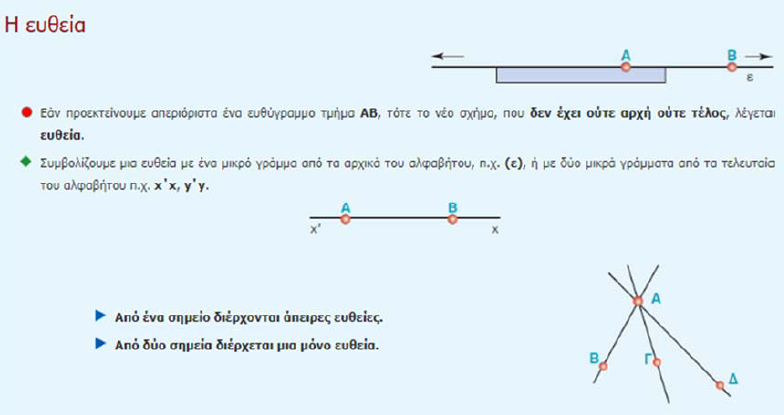 Η ευθεία
Α Β
ε
Εάν προεκτείνουμε απεριόριστα ένα ευθύγραμμο τμήμα ΑΒ, τότε το νέο σχήμα, που δεν έχει ούτε αρχή ούτε τέλος, λέγεται
ευθεία.
Συμβολίζουμε μια ευθεία με ένα μικρό γράμμα από τα αρχικά του αλφαβήτου, π.χ. (ε), ή με δύο μικρά γράμματα από τα τελευταία
του αλφαβήτου π.χ. x'x, y'y.
Α Β
x' x
Α
Από ένα σημείο διέρχονται άπειρες ευθείες.
Από δύο σημεία διέρχεται μια μόνο ευθεία.
Β Γ Δ